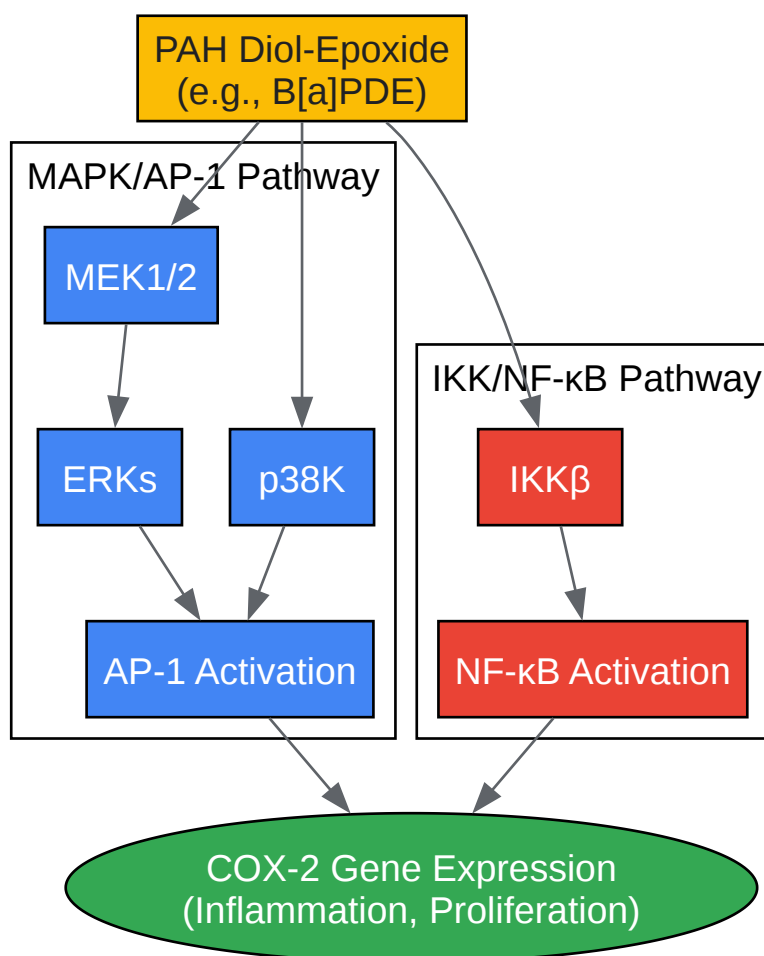 PAH Diol-Epoxide
(e.g., B[a]PDE)
MAPK/AP-1 Pathway
MEK1/2
IKK/NF-κB Pathway
ERKs
p38K
IKKβ
AP-1 Activation
NF-κB Activation
COX-2 Gene Expression
(Inflammation, Proliferation)